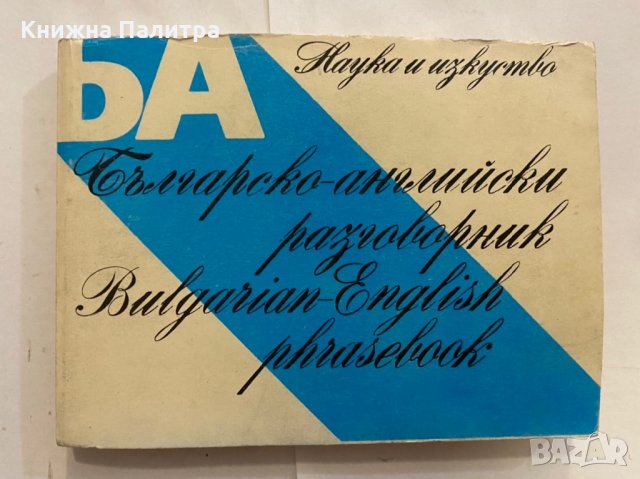 Книжна Палитра
БА
Наука и изкуство
Българско-английски
разговорник
Bulgarian-English
phrasebook
BAZAR